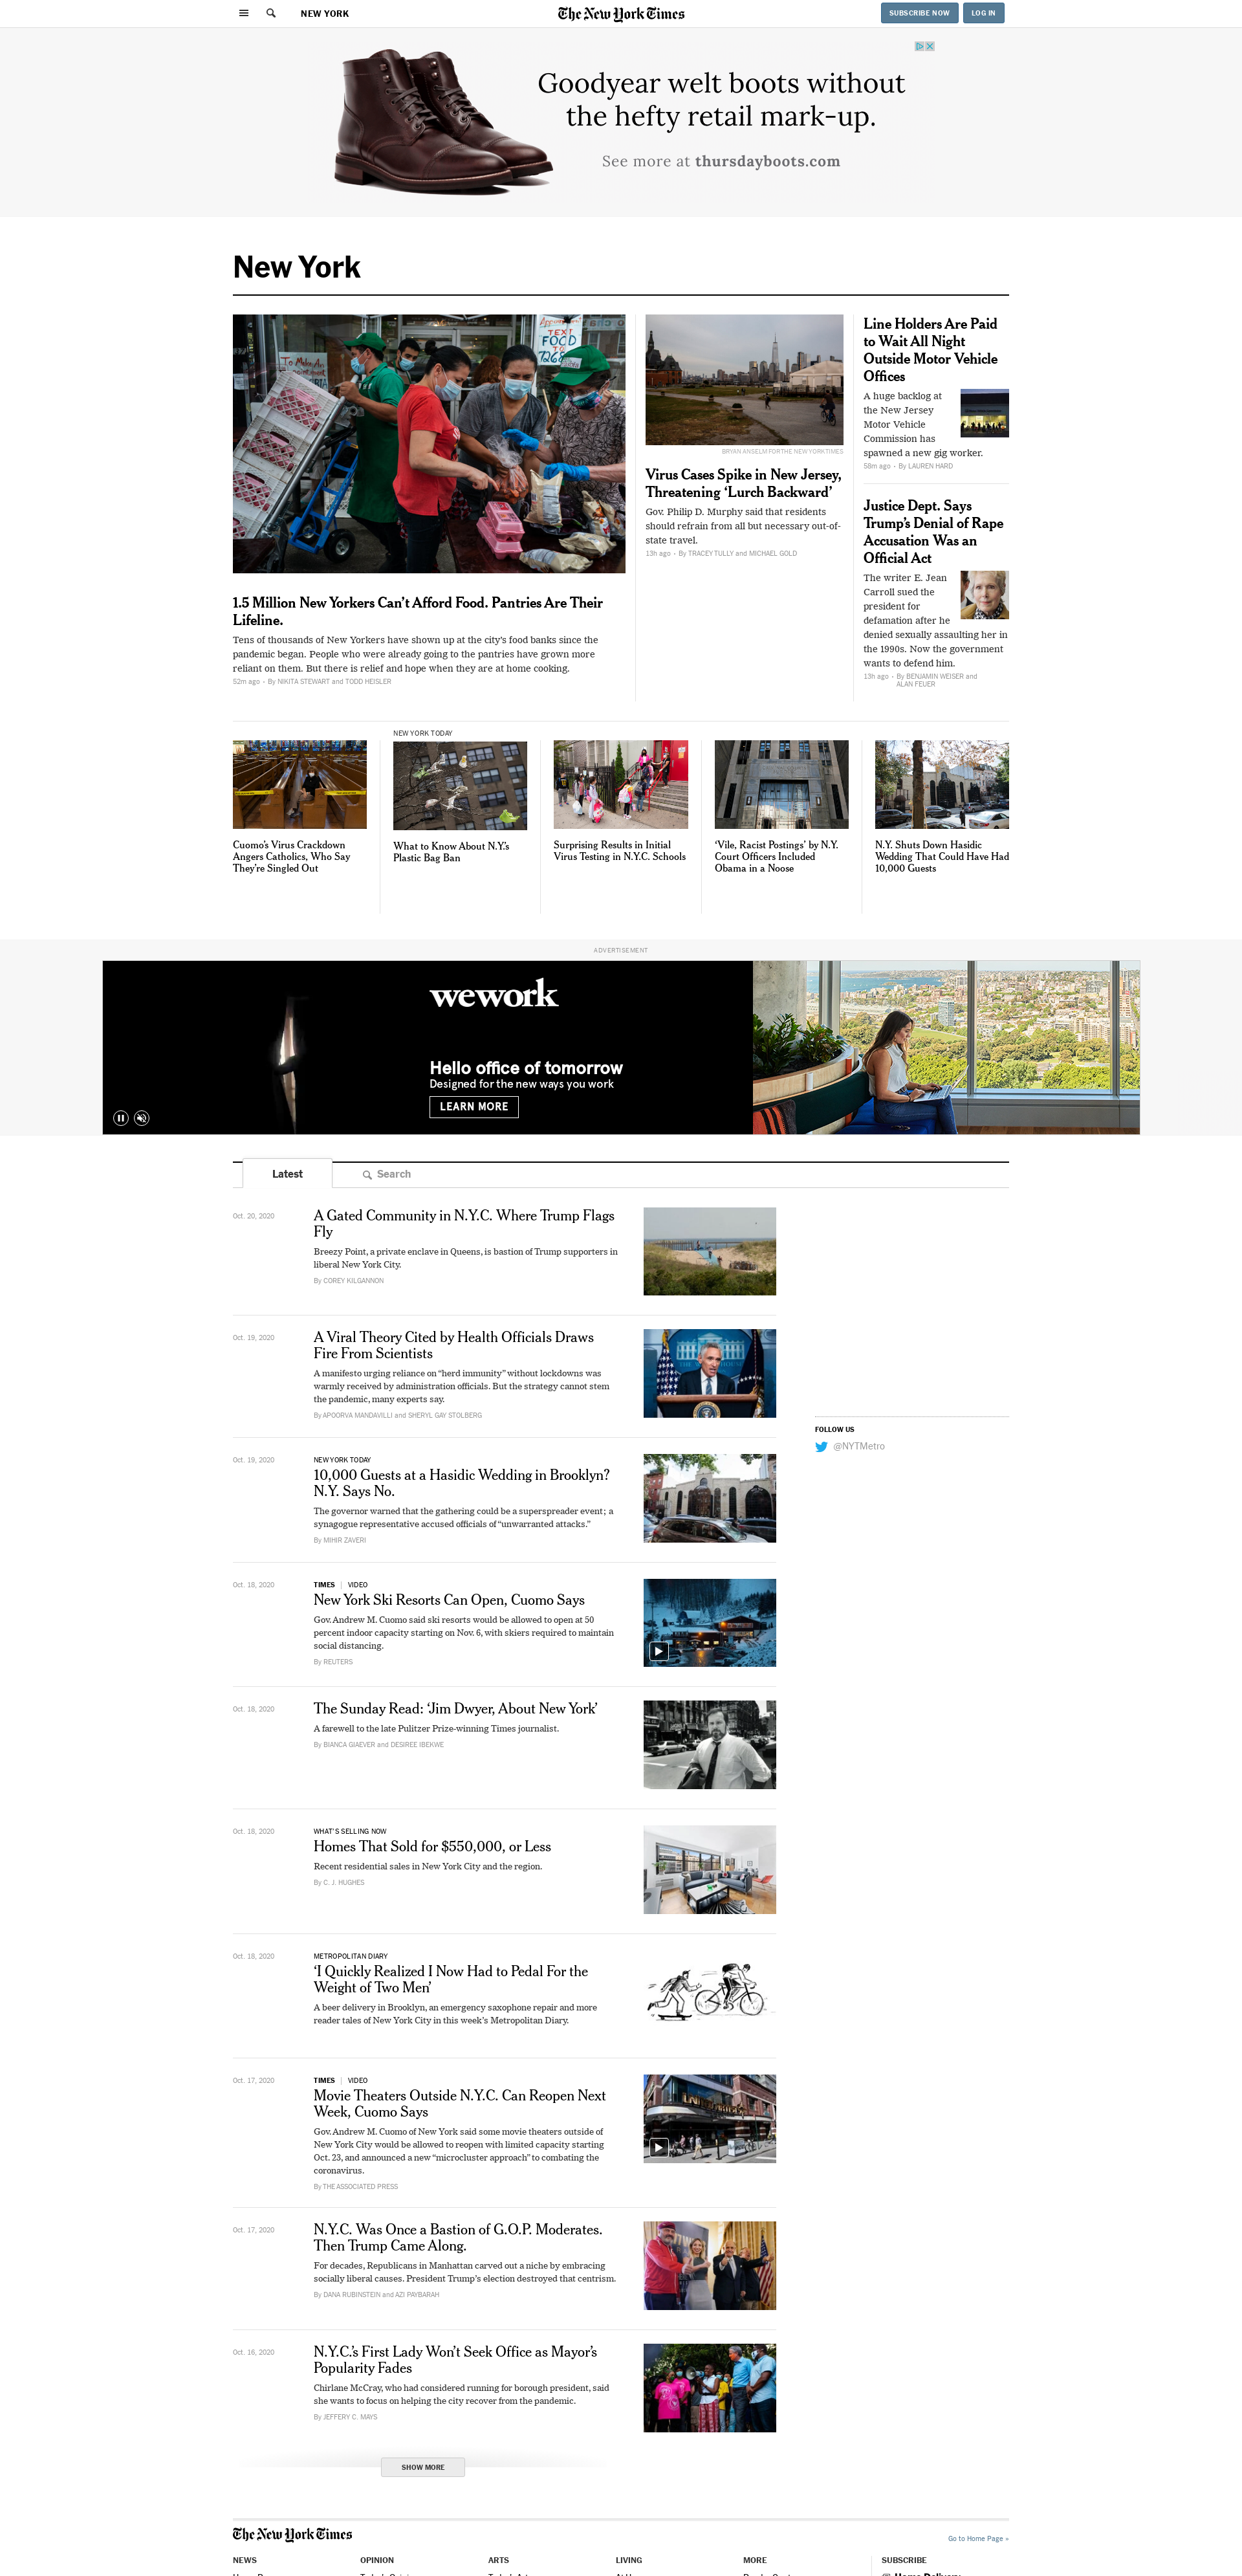 NEW YORK
The New York Times
SUBSCRIBE NOW
LOG IN
Goodyear welt boots without
the hefty retail mark-up.
See more at thursdayboots.com
New York
To Make An
TEXT
FOOD
TO
Line Holders Are Paid
to Wait All Night
Outside Motor Vehicle
Offices
A huge backlog at
the New Jersey
Motor Vehicle
Commission has
spawned a new gig worker.
58m ago • By LAUREN HARD
BRYAN ANSELM FOR THE NEW YORK TIMES
Virus Cases Spike in New Jersey,
Threatening ‘Lurch Backward’
Gov. Philip D. Murphy said that residents
should refrain from all but necessary out-of-
state travel.
13h ago • By TRACEY TULLY and MICHAEL GOLD
Justice Dept. Says
Trump’s Denial of Rape
Accusation Was an
Official Act
The writer E. Jean
Carroll sued the
president for
defamation after he
denied sexually assaulting her in
the 1990s. Now the government
wants to defend him.
13h ago • By BENJAMIN WEISER and
ALAN FEUER
1.5 Million New Yorkers Can’t Afford Food. Pantries Are Their
Lifeline.
Tens of thousands of New Yorkers have shown up at the city’s food banks since the
pandemic began. People who were already going to the pantries have grown more
reliant on them. But there is relief and hope when they are at home cooking.
52m ago • By NIKITA STEWART and TODD HEISLER
Cuomo’s Virus Crackdown
Angers Catholics, Who Say
They’re Singled Out
NEW YORK TODAY
What to Know About N.Y.’s
Plastic Bag Ban
Surprising Results in Initial
Virus Testing in N.Y.C. Schools
‘Vile, Racist Postings’ by N.Y.
Court Officers Included
Obama in a Noose
N.Y. Shuts Down Hasidic
Wedding That Could Have Had
10,000 Guests
ADVERTISEMENT
wework
Hello office of tomorrow
Designed for the new ways you work
LEARN MORE
Latest
Search
Oct. 20, 2020
A Gated Community in N.Y.C. Where Trump Flags
Fly
Breezy Point, a private enclave in Queens, is bastion of Trump supporters in
liberal New York City.
By COREY KILGANNON
Oct. 19, 2020
A Viral Theory Cited by Health Officials Draws
Fire From Scientists
A manifesto urging reliance on “herd immunity” without lockdowns was
warmly received by administration officials. But the strategy cannot stem
the pandemic, many experts say.
By APOORVA MANDAVILLI and SHERYL GAY STOLBERG
FOLLOW US
@NYTMetro
Oct. 19, 2020
NEW YORK TODAY
10,000 Guests at a Hasidic Wedding in Brooklyn?
N.Y. Says No.
The governor warned that the gathering could be a superspreader event; a
synagogue representative accused officials of “unwarranted attacks.”
By MIHIR ZAVERI
Oct. 18, 2020
TIMES | VIDEO
New York Ski Resorts Can Open, Cuomo Says
Gov. Andrew M. Cuomo said ski resorts would be allowed to open at 50
percent indoor capacity starting on Nov. 6, with skiers required to maintain
social distancing.
By REUTERS
Oct. 18, 2020
The Sunday Read: ‘Jim Dwyer, About New York’
A farewell to the late Pulitzer Prize-winning Times journalist.
By BIANCA GIAEVER and DESIREE IBEKWE
Oct. 18, 2020
WHAT’S SELLING NOW
Homes That Sold for $550,000, or Less
Recent residential sales in New York City and the region.
By C. J. HUGHES
Oct. 18, 2020
METROPOLITAN DIARY
‘I Quickly Realized I Now Had to Pedal For the
Weight of Two Men’
A beer delivery in Brooklyn, an emergency saxophone repair and more
reader tales of New York City in this week’s Metropolitan Diary.
Oct. 17, 2020
TIMES | VIDEO
Movie Theaters Outside N.Y.C. Can Reopen Next
Week, Cuomo Says
Gov. Andrew M. Cuomo of New York said some movie theaters outside of
New York City would be allowed to reopen with limited capacity starting
Oct. 23, and announced a new “microcluster approach” to combating the
coronavirus.
By THE ASSOCIATED PRESS
Oct. 17, 2020
N.Y.C. Was Once a Bastion of G.O.P. Moderates.
Then Trump Came Along.
For decades, Republicans in Manhattan carved out a niche by embracing
socially liberal causes. President Trump’s election destroyed that centrism.
By DANA RUBINSTEIN and AZI PAYBARAH
Oct. 16, 2020
N.Y.C.’s First Lady Won’t Seek Office as Mayor’s
Popularity Fades
Chirlane McCray, who had considered running for borough president, said
she wants to focus on helping the city recover from the pandemic.
By JEFFERY C. MAYS
SHOW MORE
The New York Times
Go to Home Page »
NEWS
OPINION
ARTS
LIVING
MORE
SUBSCRIBE